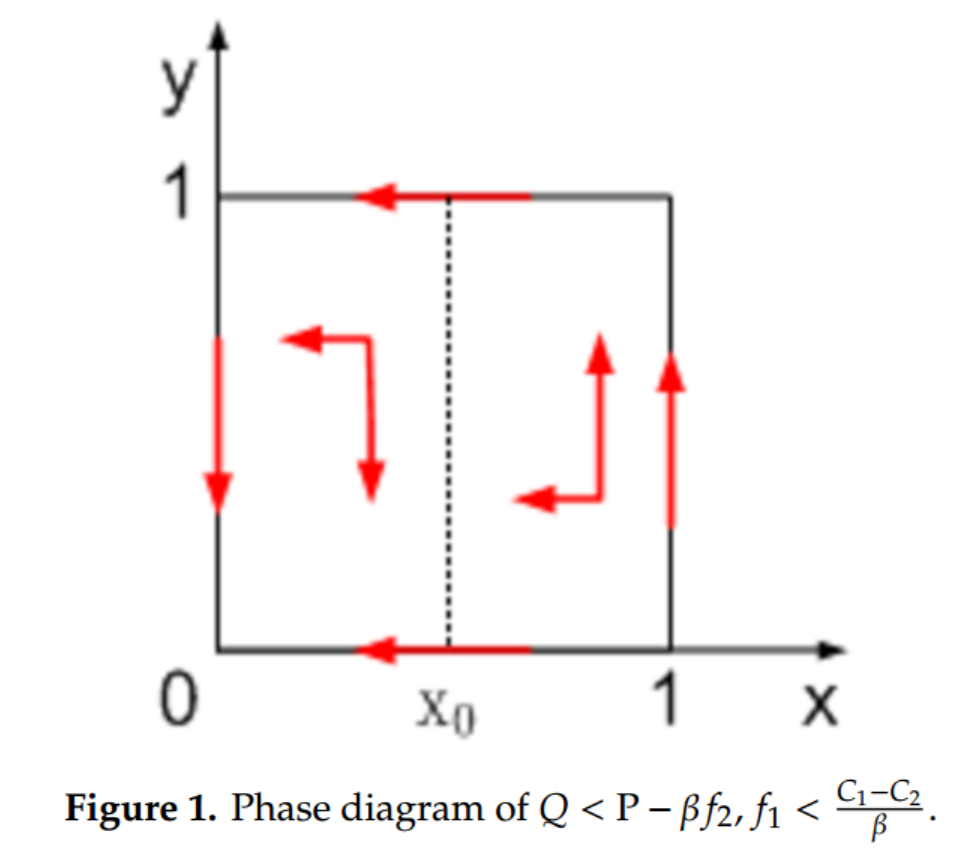 y
1
0
x₀
1
x
Figure 1. Phase diagram of Q < P – βf₂, f₁ < (C₁–C₂)/β.